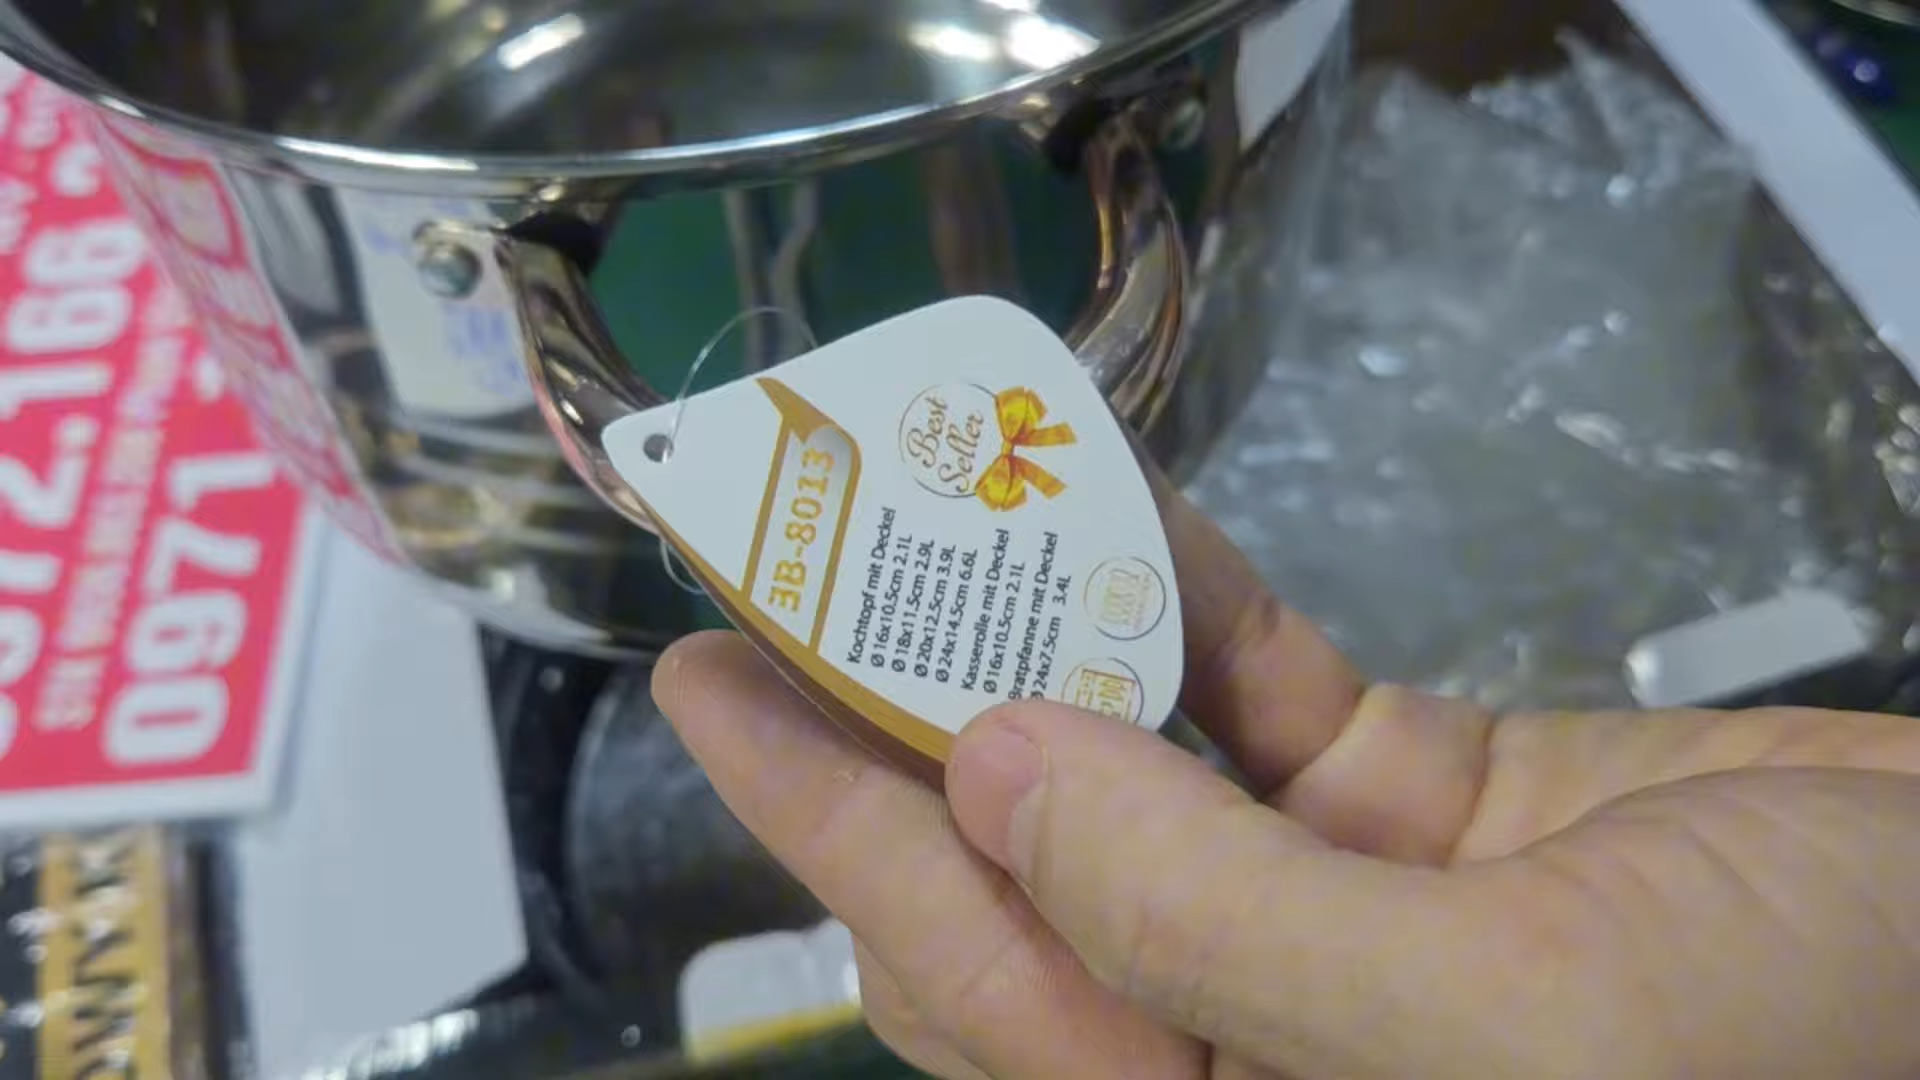 Best
Seller
3B-8013
Kochtopf mit Deckel
Ø 16x10.5cm 2.1L
Ø 18x11.5cm 2.9L
Ø 20x12.5cm 3.9L
Ø 24x14.5cm 6.6L
Kasserolle mit Deckel
Ø 16x10.5cm 2.1L
Bratpfanne mit Deckel
Ø 24x7.5cm 3.4L
72.166
0971